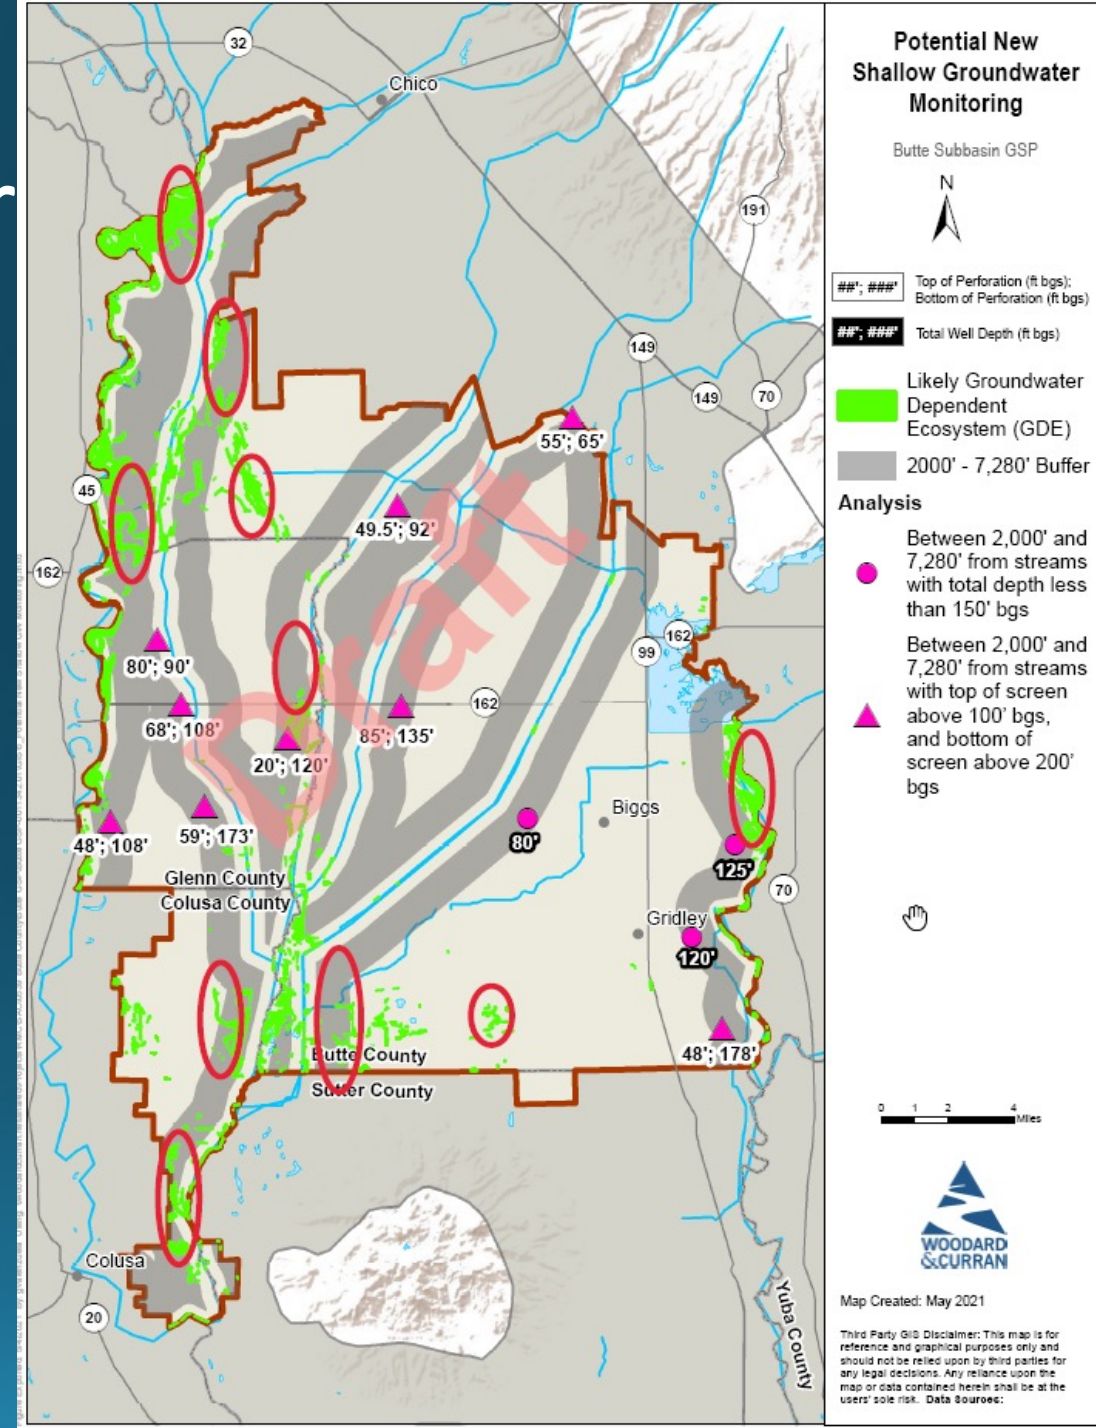 32
Chico
191
149
149
70
55'; 65'
45
49.5'; 92'
162
162
99
80'; 90'
68'; 108'
162
85'; 135'
20'; 120'
Draft
48'; 108'
59'; 173'
80'
Biggs
125'
Glenn County
Colusa County
70
Gridley
120'
48'; 178'
Butte County
Sutter County
Colusa
20
Yuba County
Potential New
Shallow Groundwater
Monitoring
Butte Subbasin GSP
N
##'; ###'
Top of Perforation (ft bgs);
Bottom of Perforation (ft bgs)
##'; ###'
Total Well Depth (ft bgs)
Likely Groundwater
Dependent
Ecosystem (GDE)
2000' - 7,280' Buffer
Analysis
Between 2,000' and
7,280' from streams
with total depth less
than 150' bgs
Between 2,000' and
7,280' from streams
with top of screen
above 100' bgs,
and bottom of
screen above 200'
bgs
0 1 2 4
Miles
WOODARD
&CURRAN
Map Created: May 2021
Third Party GIS Disclaimer: This map is for
reference and graphical purposes only and
should not be relied upon by third parties for
any legal decisions. Any reliance upon the
map or data contained herein shall be at the
users' sole risk. Data Sources: